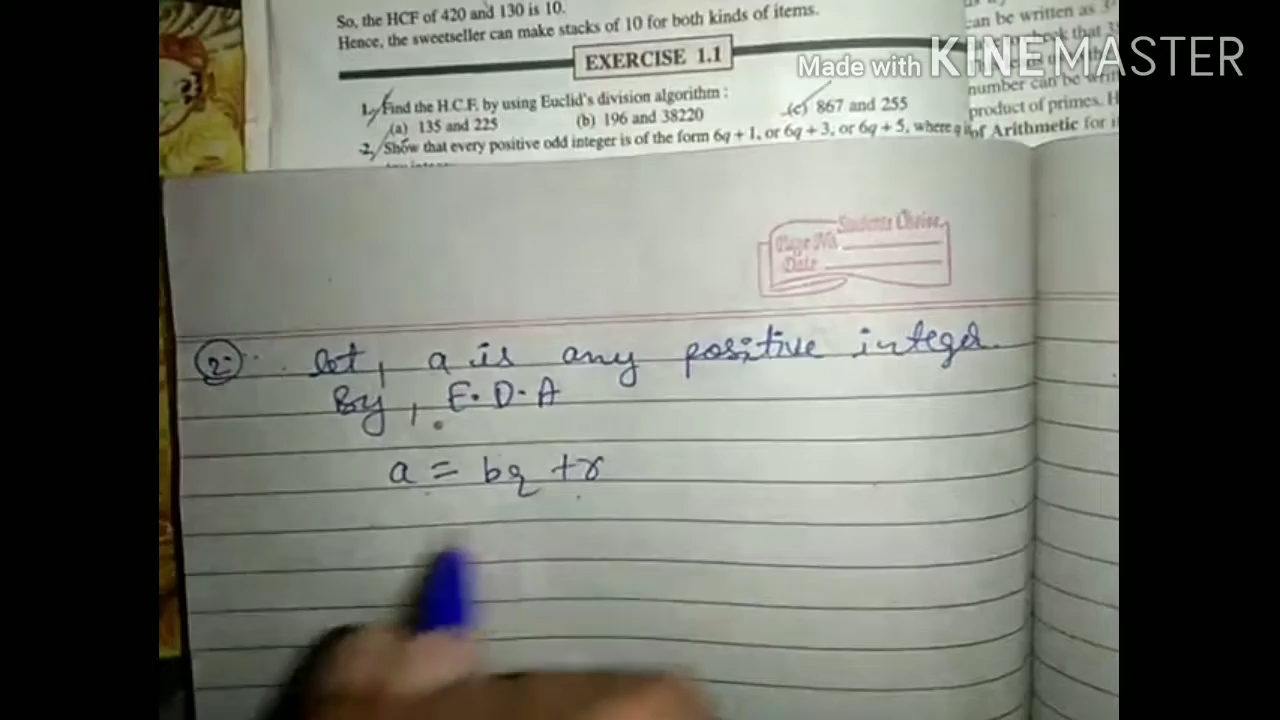 So, the HCF of 420 and 130 is 10.
Hence, the sweetseller can make stacks of 10 for both kinds of items.
can be written as 3
that 3
number can be writ
product of primes. H
of Arithmetic for i
Made with KINEMASTER
EXERCISE 1.1
1. Find the H.C.F. by using Euclid's division algorithm :
(a) 135 and 225 (b) 196 and 38220 (c) 867 and 255
2. Show that every positive odd integer is of the form 6q + 1, or 6q + 3, or 6q + 5, where q is
Students Choice
Page No.
Date
2 let, a is any positive integer.
By, E.D.A
a = bq + r